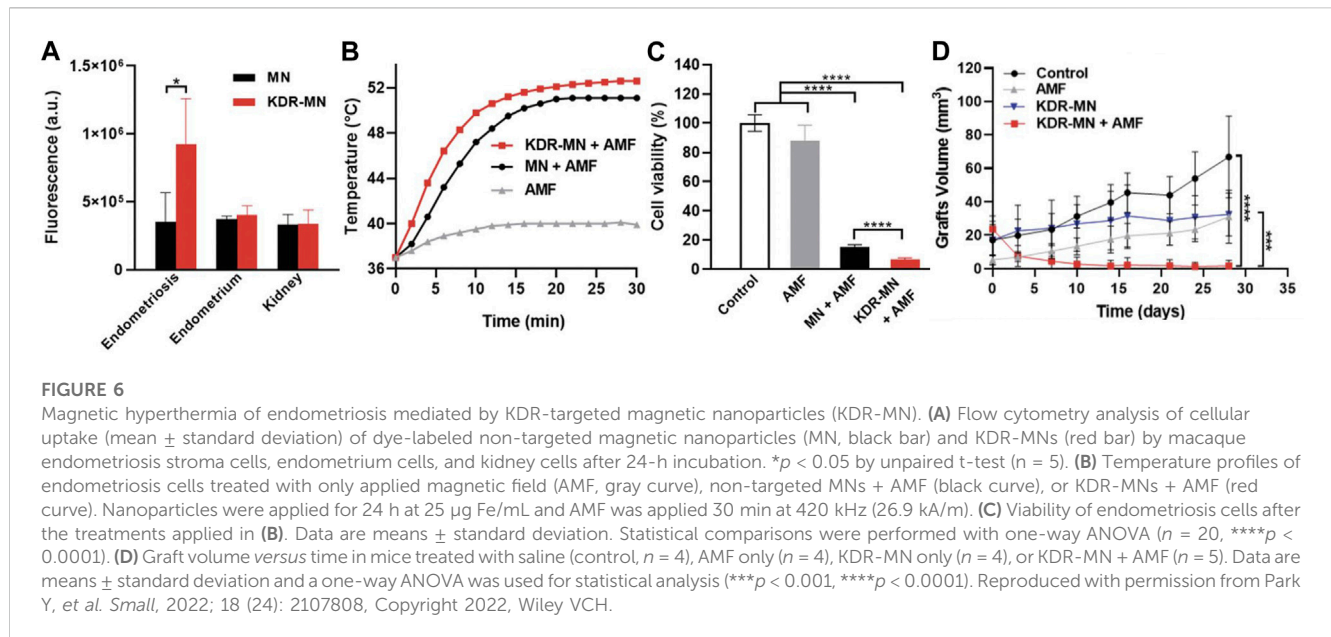 A
1.5×10⁶
1×10⁶
5×10⁵
0
Fluorescence (a.u.)
*
MN
KDR-MN
Endometriosis
Endometrium
Kidney
B
52
48
44
40
36
Temperature (°C)
KDR-MN + AMF
MN + AMF
AMF
0 5 10 15 20 25 30
Time (min)
C
140
120
100
80
60
40
20
0
Cell viability (%)
****
****
****
Control
AMF
MN + AMF
KDR-MN
+ AMF
D
120
100
80
60
40
20
0
Grafts Volume (mm³)
Control
AMF
KDR-MN
KDR-MN + AMF
****
***
0 5 10 15 20 25 30 35
Time (days)
FIGURE 6
Magnetic hyperthermia of endometriosis mediated by KDR-targeted magnetic nanoparticles (KDR-MN). (A) Flow cytometry analysis of cellular
uptake (mean ± standard deviation) of dye-labeled non-targeted magnetic nanoparticles (MN, black bar) and KDR-MNs (red bar) by macaque
endometriosis stroma cells, endometrium cells, and kidney cells after 24-h incubation. *p < 0.05 by unpaired t-test (n = 5). (B) Temperature profiles of
endometriosis cells treated with only applied magnetic field (AMF, gray curve), non-targeted MNs + AMF (black curve), or KDR-MNs + AMF (red
curve). Nanoparticles were applied for 24 h at 25 µg Fe/mL and AMF was applied 30 min at 420 kHz (26.9 kA/m). (C) Viability of endometriosis cells after
the treatments applied in (B). Data are means ± standard deviation. Statistical comparisons were performed with one-way ANOVA (n = 20, ****p <
0.0001). (D) Graft volume versus time in mice treated with saline (control, n = 4), AMF only (n = 4), KDR-MN only (n = 4), or KDR-MN + AMF (n = 5). Data are
means ± standard deviation and a one-way ANOVA was used for statistical analysis (***p < 0.001, ****p < 0.0001). Reproduced with permission from Park
Y, et al. Small, 2022; 18 (24): 2107808, Copyright 2022, Wiley VCH.